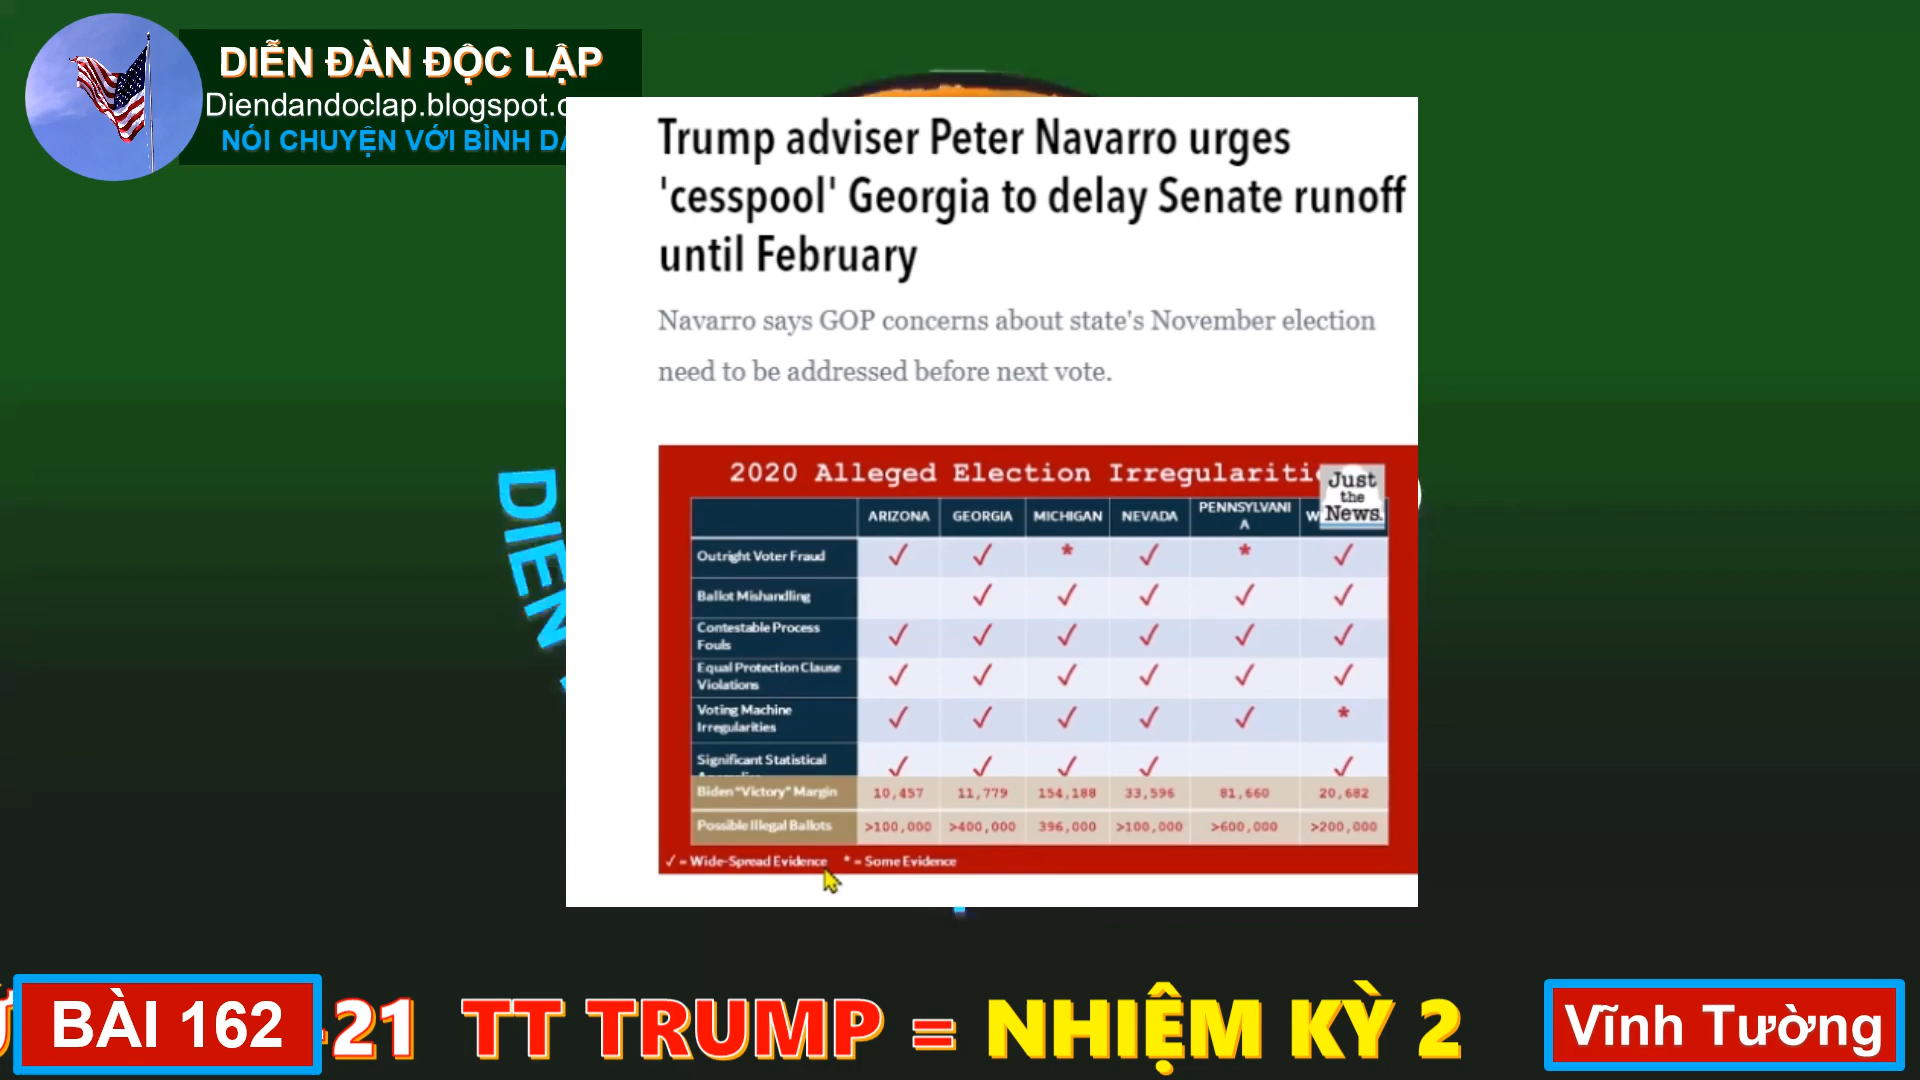 DIỄN ĐÀN ĐỘC LẬP
Diendandoclap.blogspot.c
NÓI CHUYỆN VỚI BÌNH DÂ
Trump adviser Peter Navarro urges
'cesspool' Georgia to delay Senate runoff
until February
Navarro says GOP concerns about state's November election
need to be addressed before next vote.
2020 Alleged Election Irregulariti
Just
the
News.
ARIZONA GEORGIA MICHIGAN NEVADA PENNSYLVANI
A
W
Outright Voter Fraud ✓ ✓ * ✓ * ✓
Ballot Mishandling ✓ ✓ ✓ ✓ ✓
Contestable Process
Fouls ✓ ✓ ✓ ✓ ✓ ✓
Equal Protection Clause
Violations ✓ ✓ ✓ ✓ ✓ ✓
Voting Machine
Irregularities ✓ ✓ ✓ ✓ ✓ *
Significant Statistical
✓ ✓ ✓ ✓ ✓
Biden "Victory" Margin 10,457 11,779 154,188 33,596 81,660 20,682
Possible Illegal Ballots >100,000 >400,000 396,000 >100,000 >600,000 >200,000
✓ = Wide-Spread Evidence * = Some Evidence
DIEN
BÀI 162
-21 TT TRUMP = NHIỆM KỲ 2
Vĩnh Tường